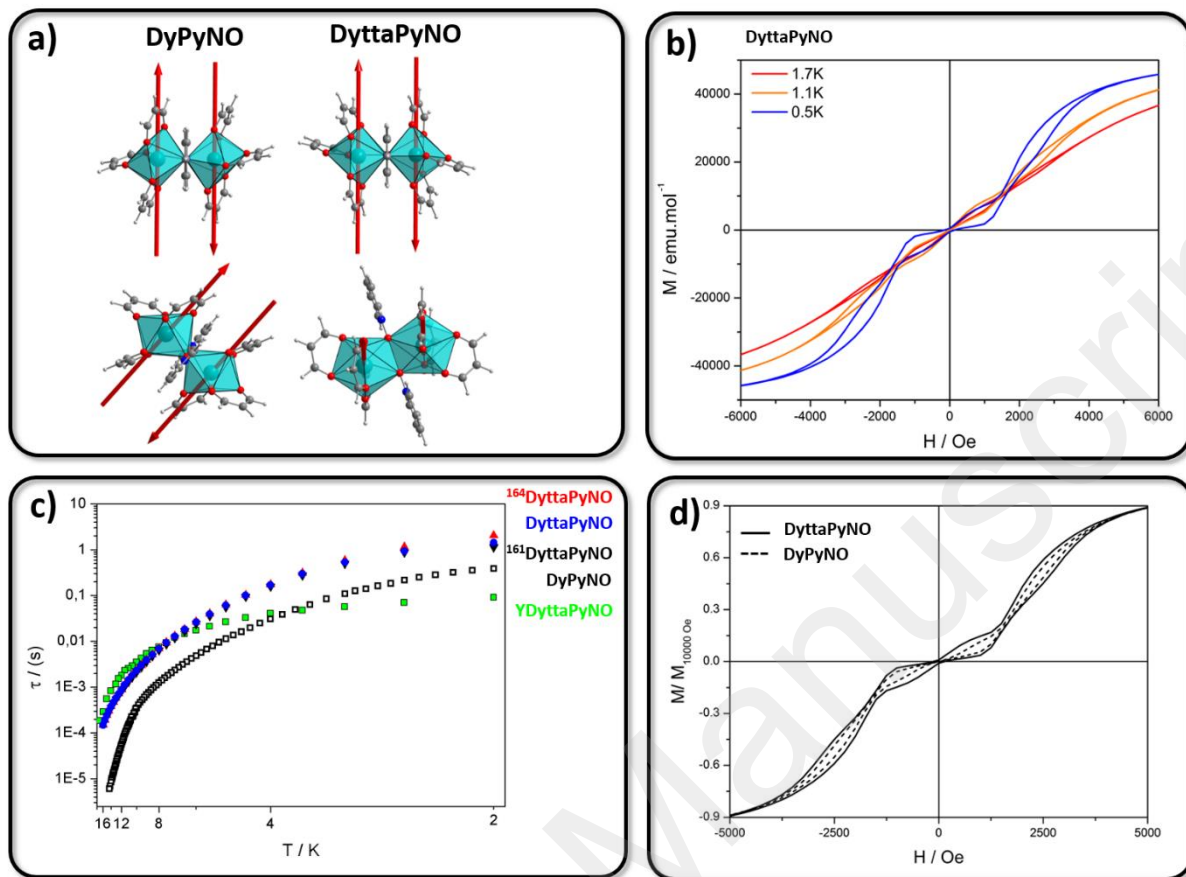 a)
DyPyNO DyttaPyNO
b)
DyttaPyNO
1.7K
1.1K
0.5K
M / emu.mol⁻¹
40000
20000
0
-20000
-40000
-6000 -4000 -2000 0 2000 4000 6000
H / Oe
c)
¹⁶⁴DyttaPyNO
DyttaPyNO
¹⁶¹DyttaPyNO
DyPyNO
YDyttaPyNO
τ / (s)
10
1
0,1
0,01
1E-3
1E-4
1E-5
16 12 8 4 2
T / K
d)
DyttaPyNO
DyPyNO
M/ M₁₀₀₀₀ Oe
0.9
0.6
0.3
0.0
-0.3
-0.6
-0.9
-5000 -2500 0 2500 5000
H / Oe